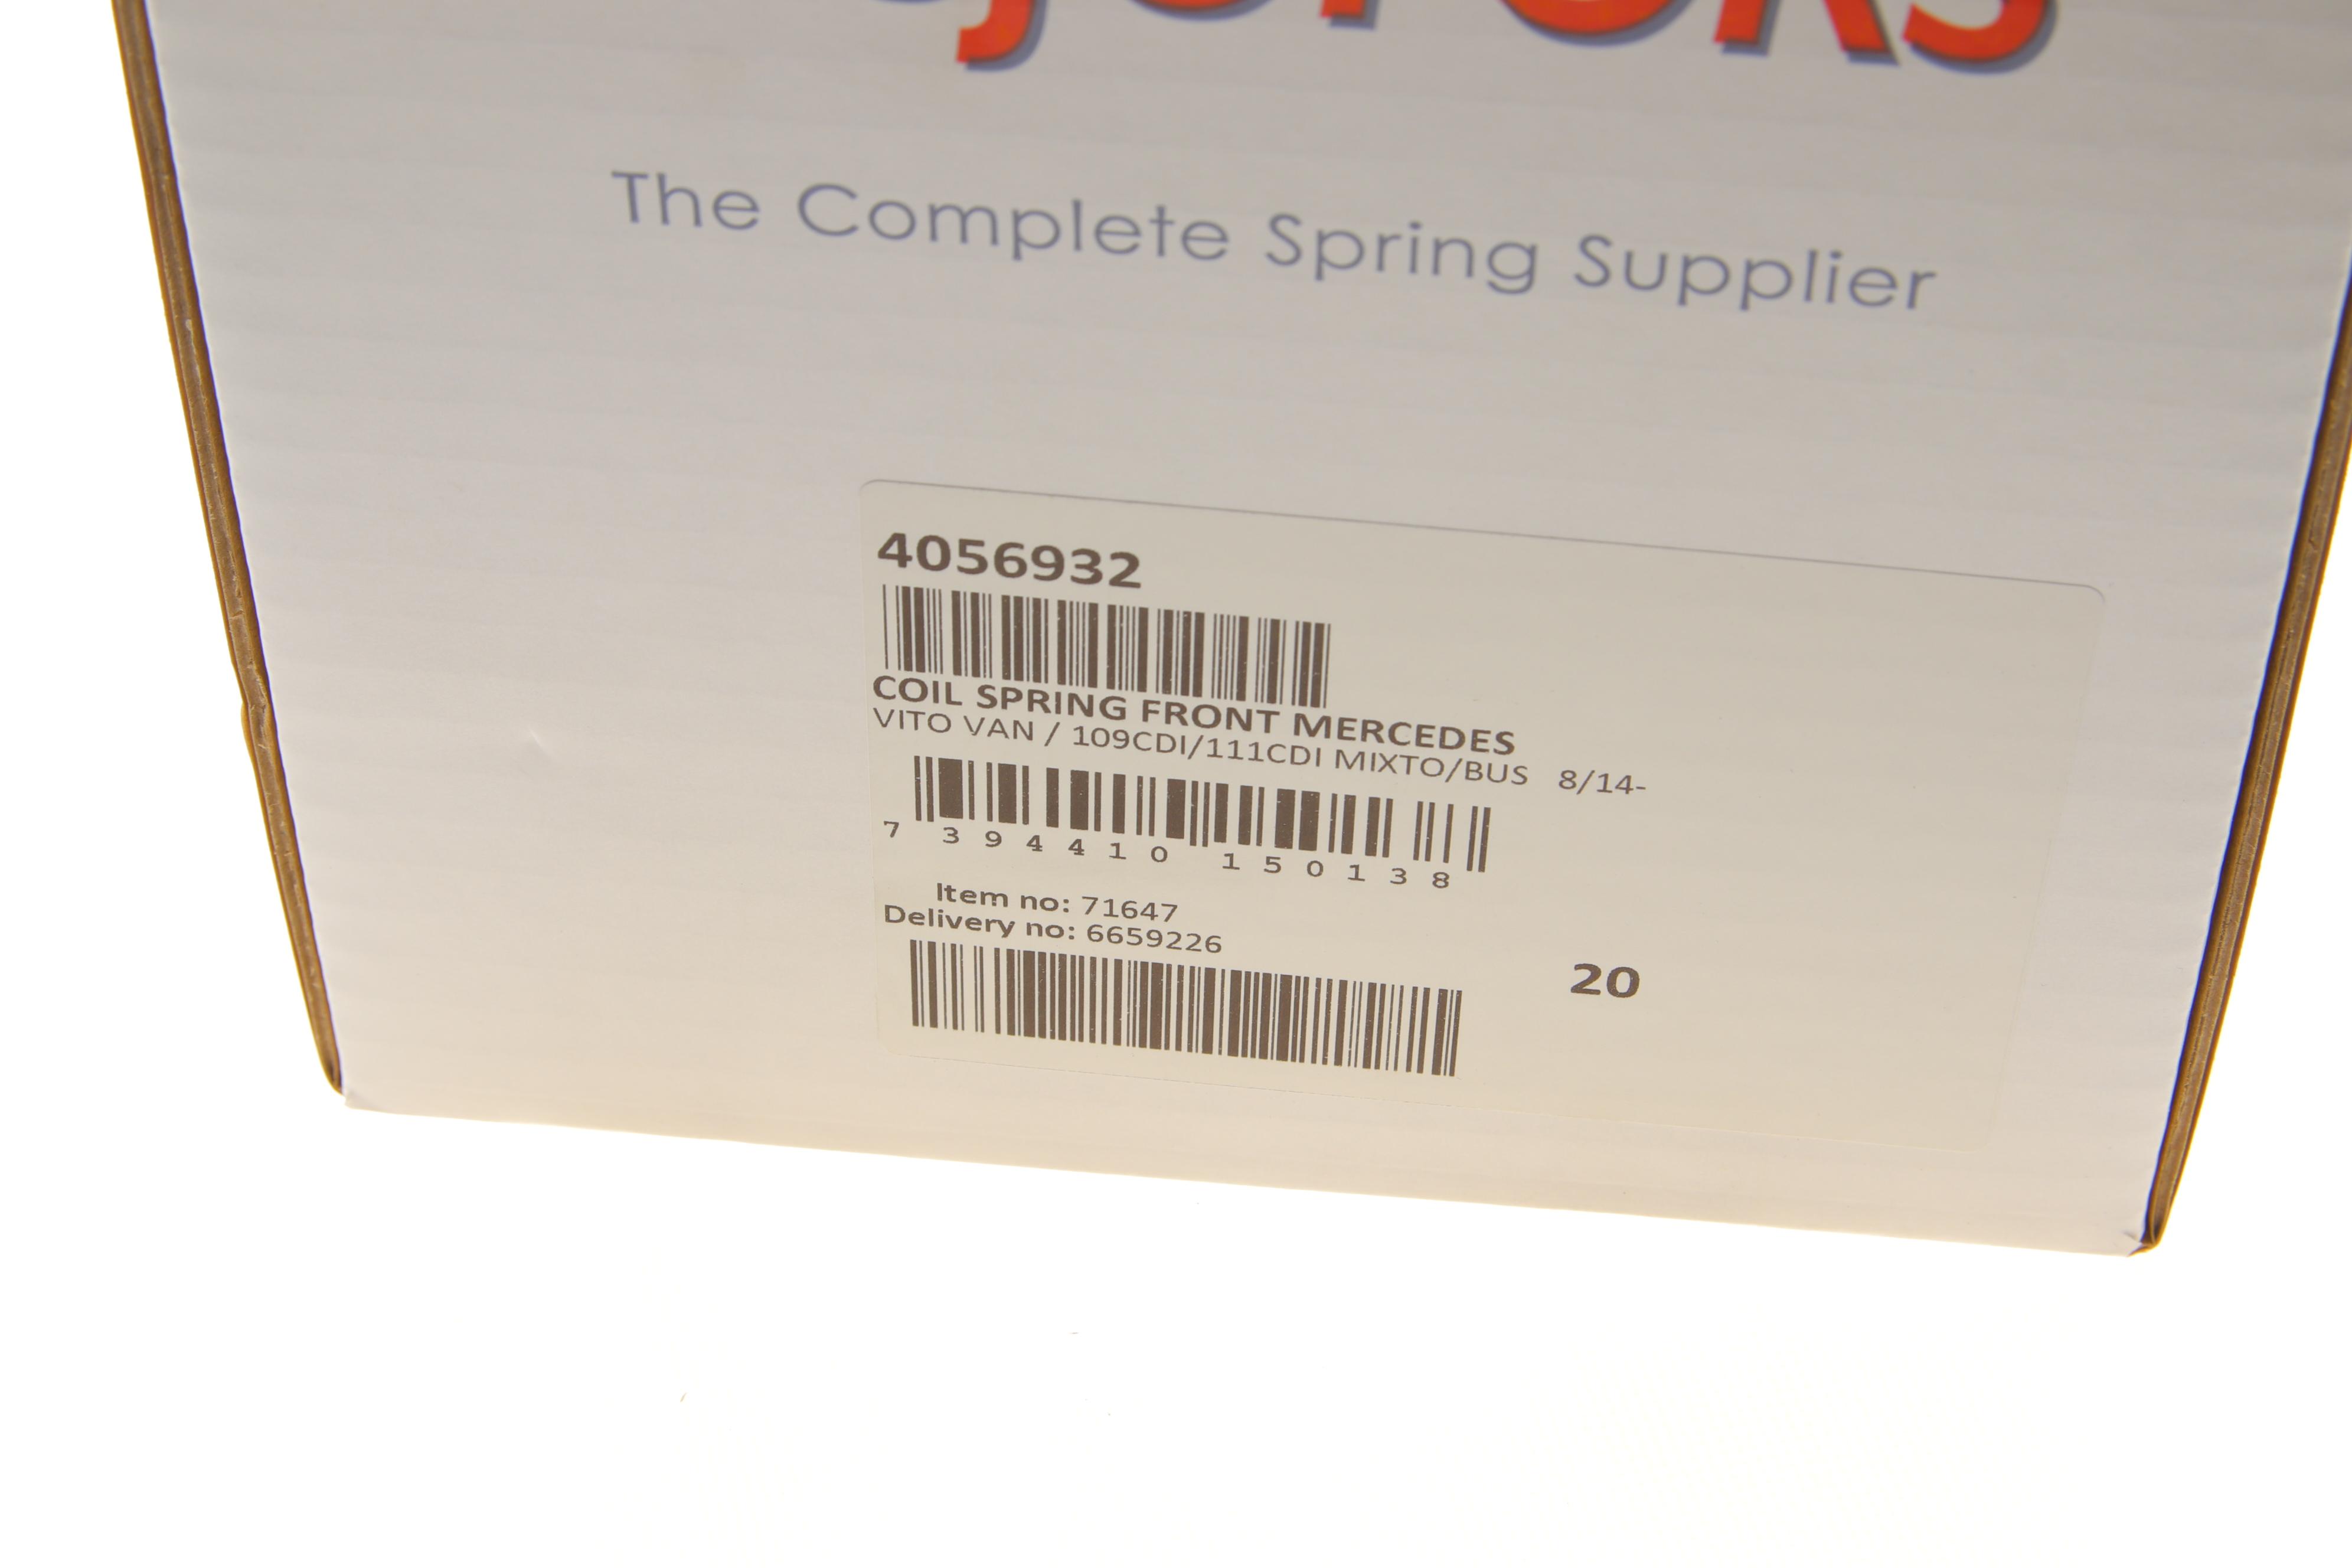 The Complete Spring Supplier
4056932
COIL SPRING FRONT MERCEDES
VITO VAN / 109CDI/111CDI MIXTO/BUS 8/14-
7 394410 150138
Item no: 71647
Delivery no: 6659226
20